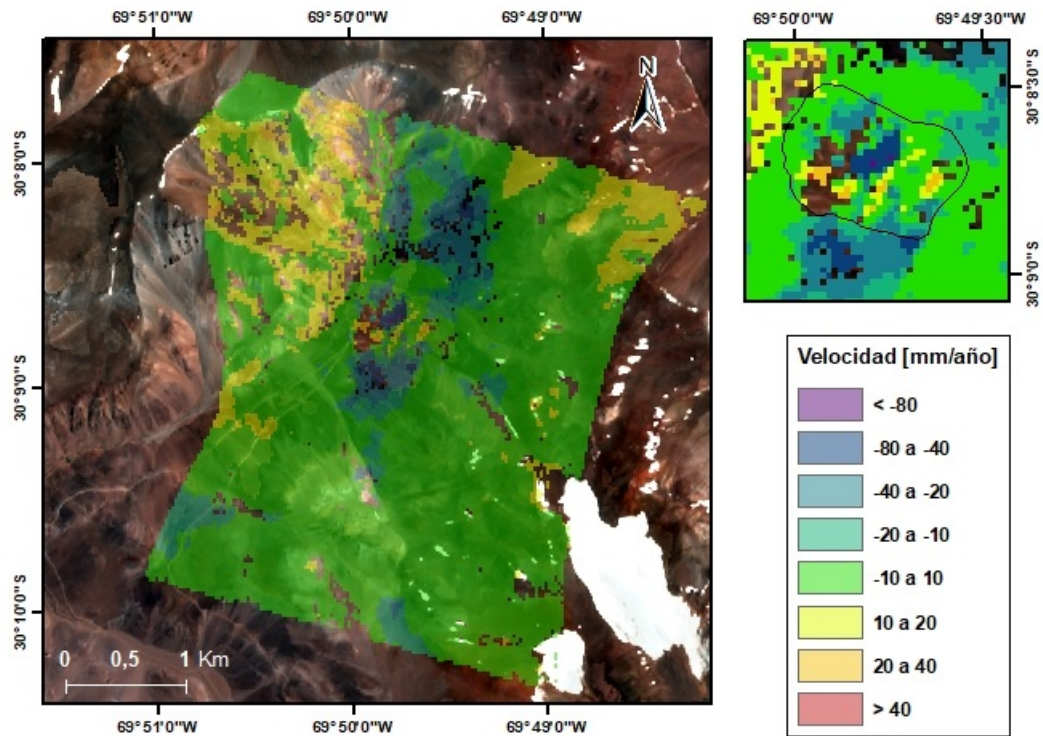 69°51'0"W 69°50'0"W 69°49'0"W
69°50'0"W 69°49'30"W
N
30°8'0"S
30°9'0"S
30°10'0"S
30°8'30"S
30°9'0"S
Velocidad [mm/año]
< -80
-80 a -40
-40 a -20
-20 a -10
-10 a 10
10 a 20
20 a 40
> 40
0 0,5 1 Km
69°51'0"W 69°50'0"W 69°49'0"W